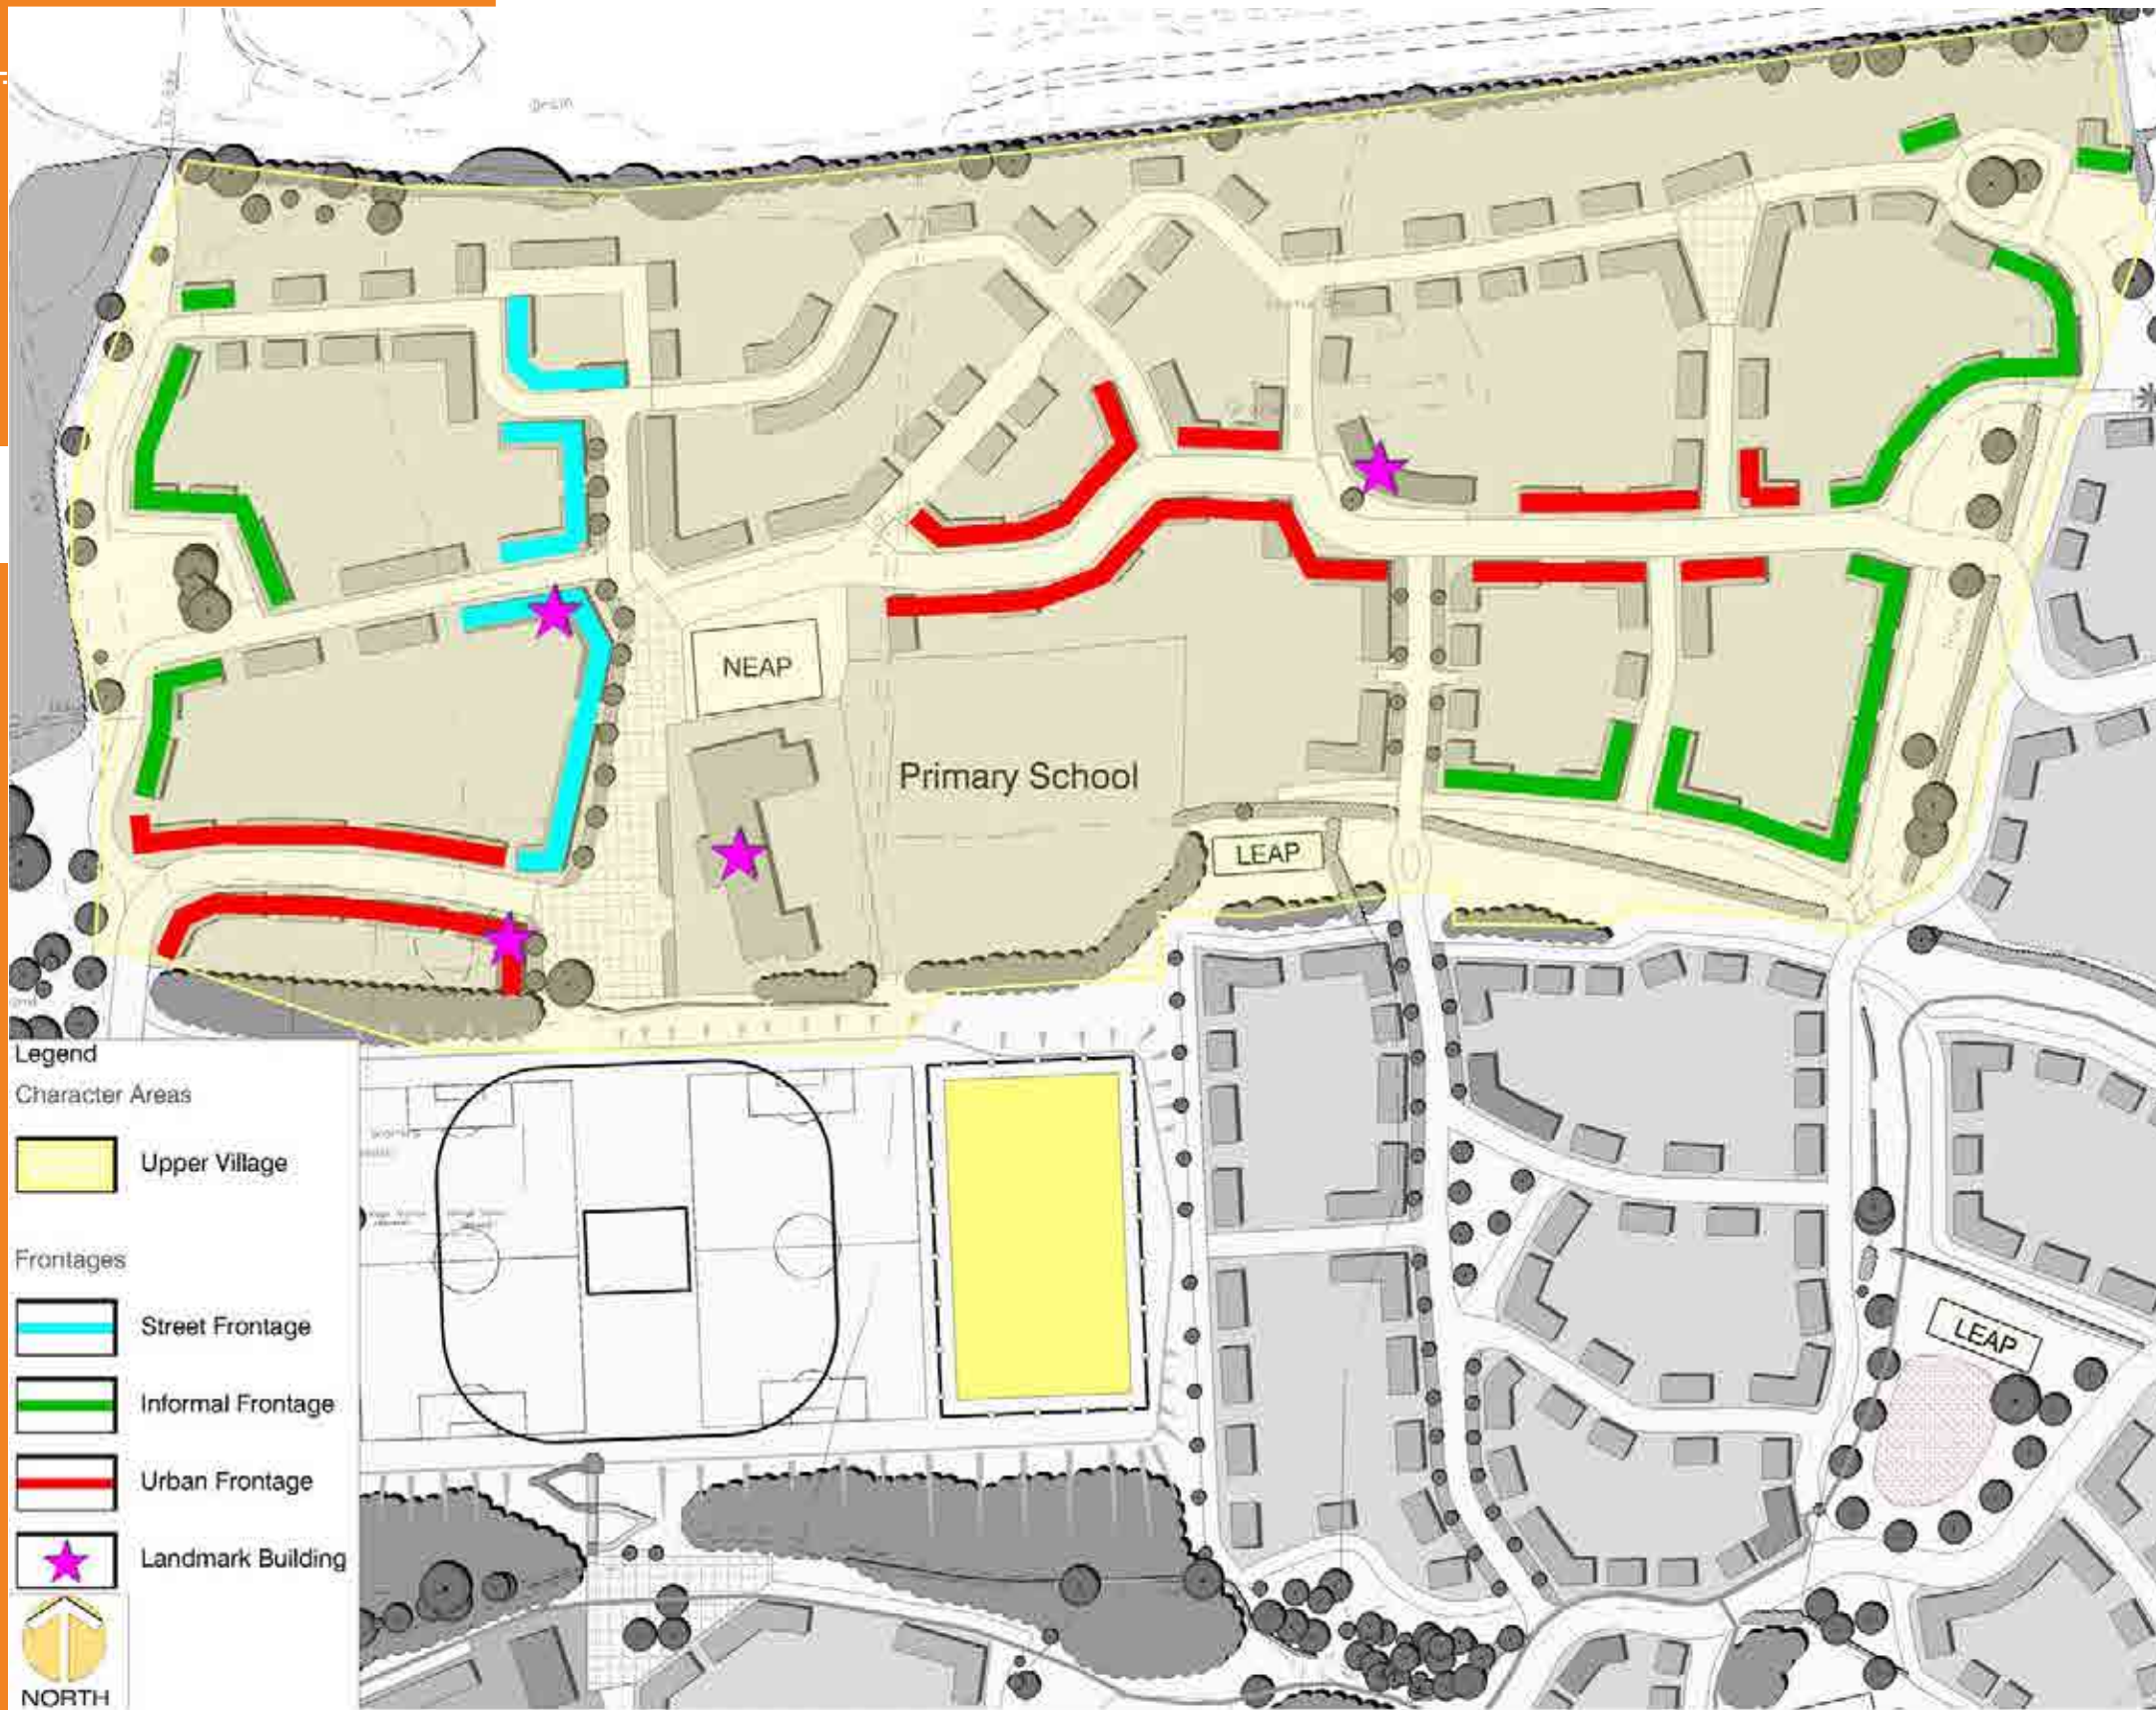 Drain
NEAP
Primary School
LEAP
Legend
Character Areas
Upper Village
Frontages
Street Frontage
Informal Frontage
Urban Frontage
Landmark Building
LEAP
NORTH